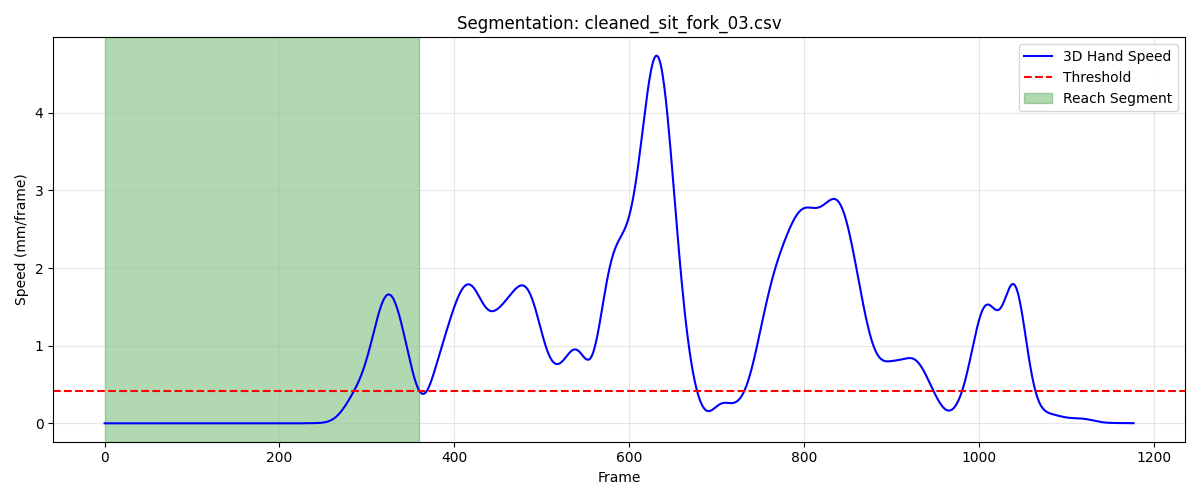 Segmentation: cleaned_sit_fork_03.csv
3D Hand Speed
Threshold
Reach Segment
Speed (mm/frame)
4
3
2
1
0
0 200 400 600 800 1000 1200
Frame